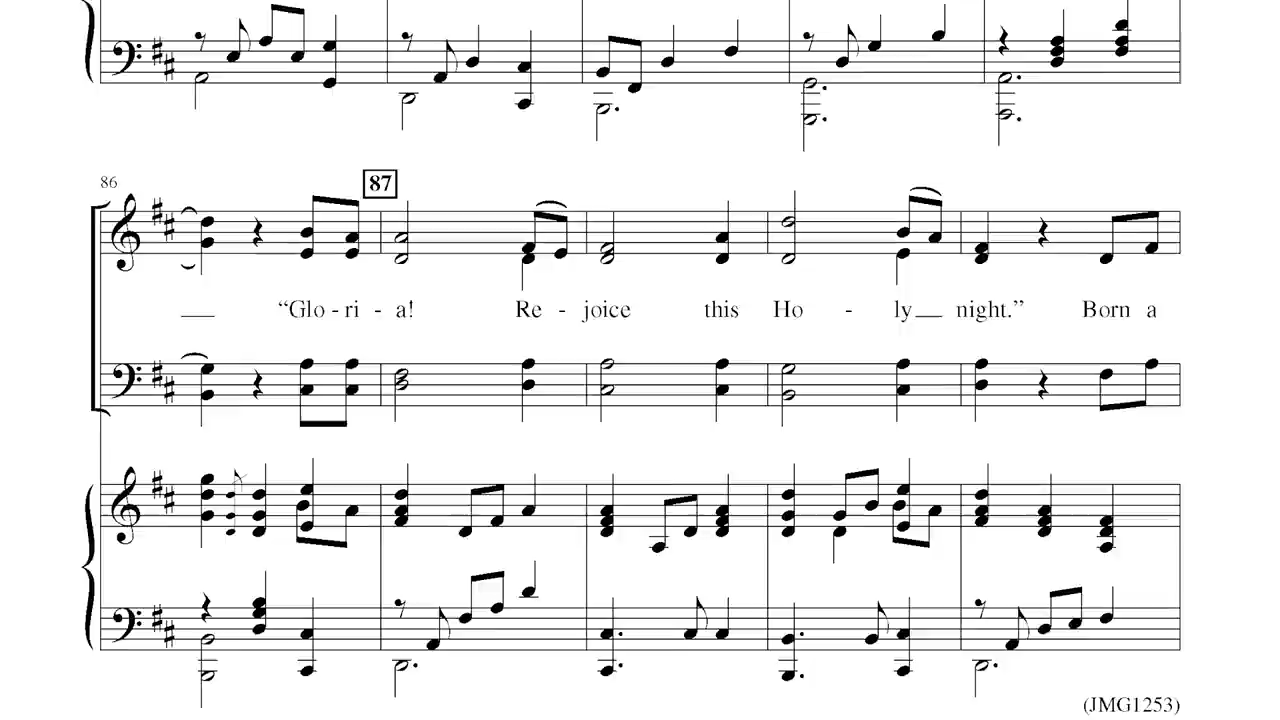 86
87
“Glo - ri - a! Re - joice this Ho - ly night.” Born a
(JMG1253)